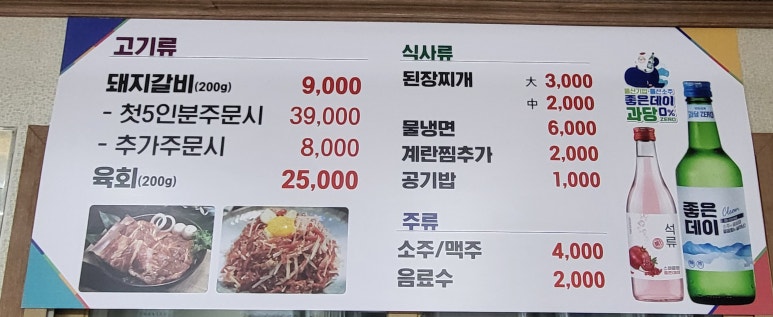 고기류
돼지갈비(200g) 9,000
- 첫5인분주문시 39,000
- 추가주문시 8,000
육회(200g) 25,000
식사류
된장찌개 大 3,000
中 2,000
물냉면 6,000
계란찜추가 2,000
공기밥 1,000
주류
소주/맥주 4,000
음료수 2,000
좋은데이
과당 0%
ZERO
석류
좋은
데이